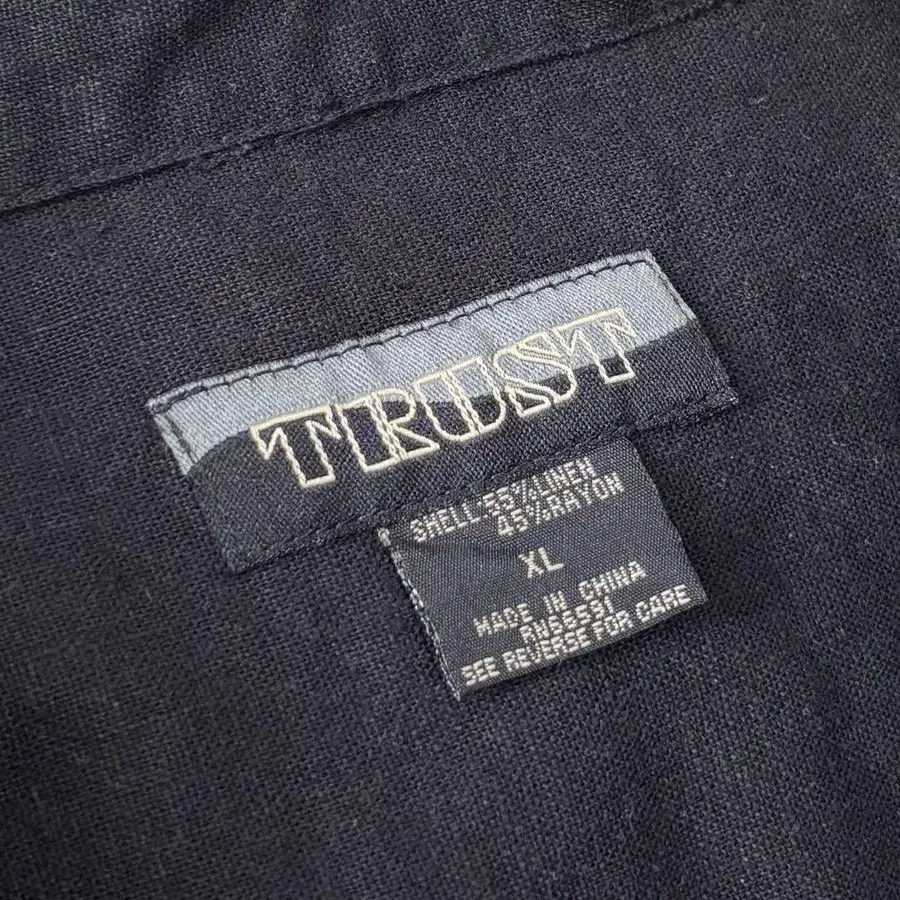 TRUST
SHELL:55%LINEN
45%RAYON
XL
MADE IN CHINA
SEE REVERSE FOR CARE